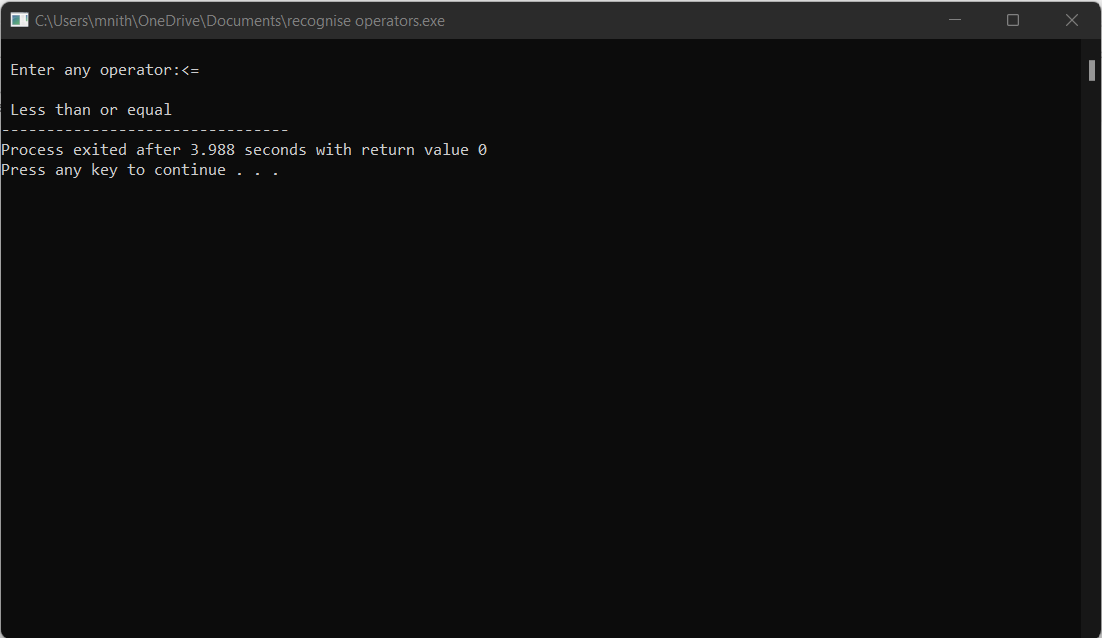 C:\Users\mnith\OneDrive\Documents\recognise operators.exe
Enter any operator:<=
Less than or equal
--------------------------------
Process exited after 3.988 seconds with return value 0
Press any key to continue . . .